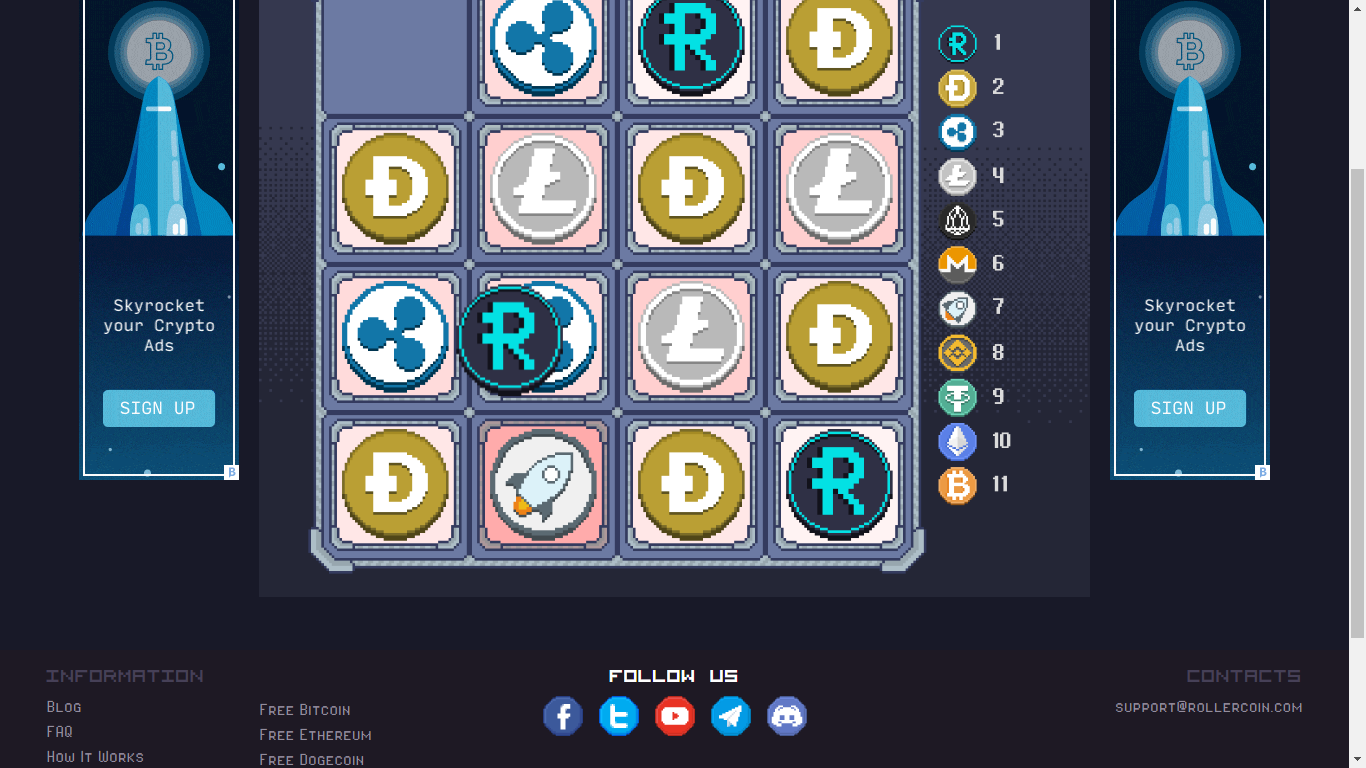 1
2
3
4
5
6
7
8
9
10
11
Skyrocket
your Crypto
Ads
SIGN UP
Skyrocket
your Crypto
Ads
SIGN UP
INFORMATION
Blog
FAQ
How It Works
Free Bitcoin
Free Ethereum
Free Dogecoin
FOLLOW US
CONTACTS
support@rollercoin.com